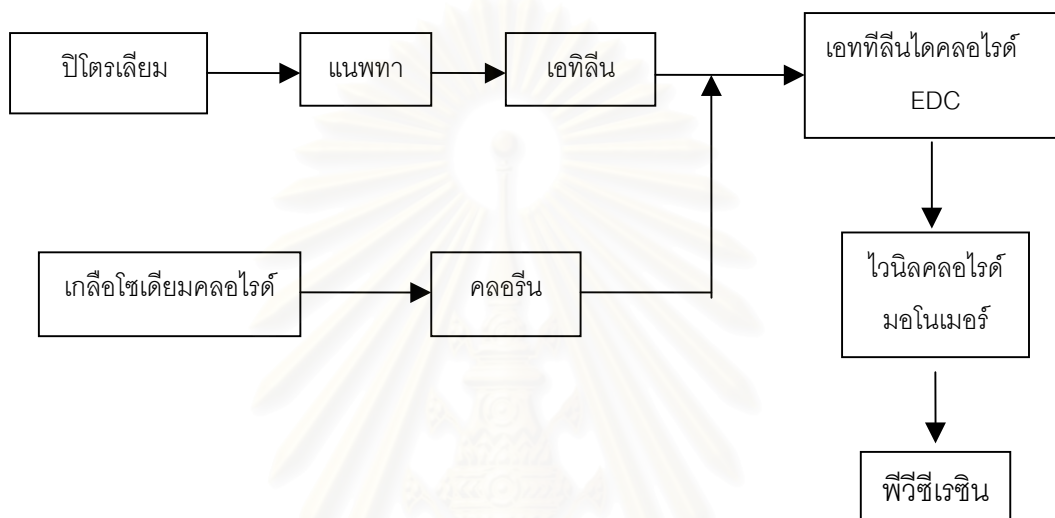 ปิโตรเลียม
แนพทา
เอทิลีน
เอททีลีนไดคลอไรด์
EDC
เกลือโซเดียมคลอไรด์
คลอรีน
ไวนิลคลอไรด์
มอโนเมอร์
พีวีซีเรซิน